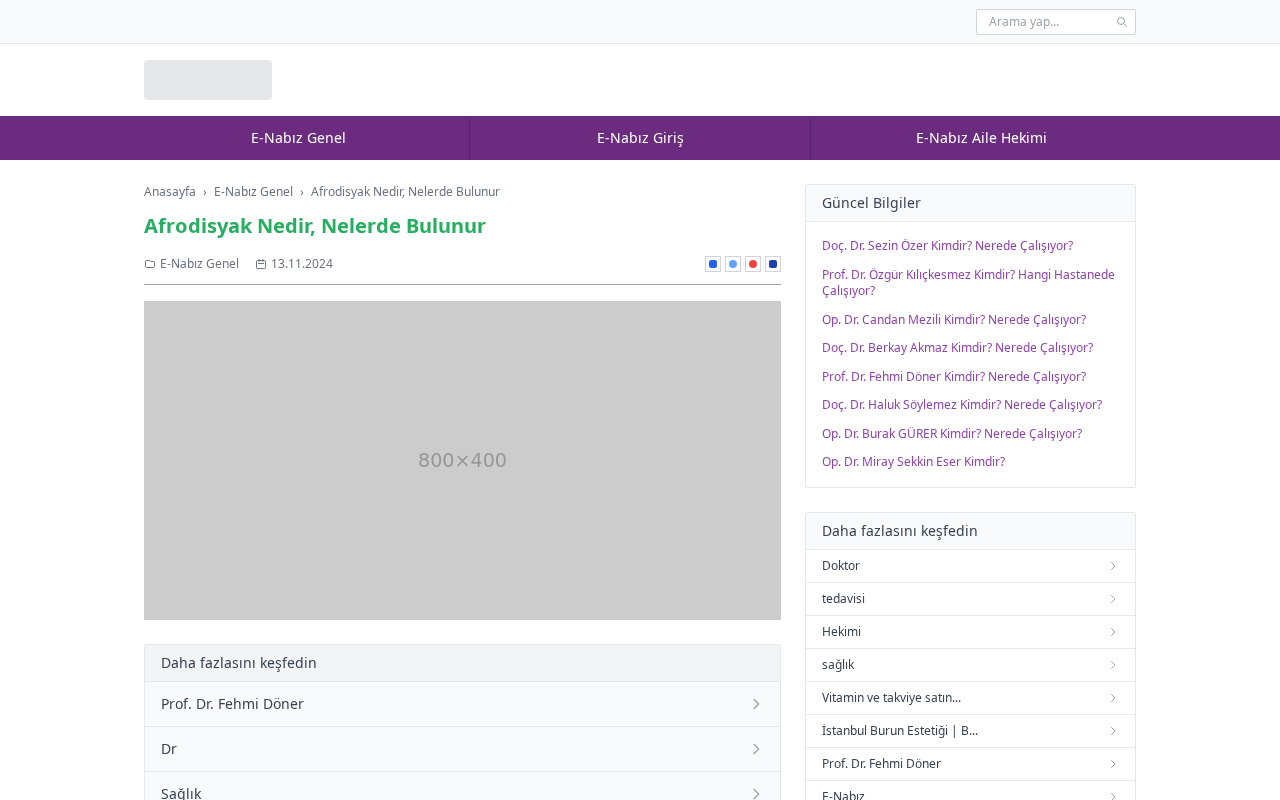 Arama yap...
E-Nabız Genel
E-Nabız Giriş
E-Nabız Aile Hekimi
Anasayfa › E-Nabız Genel › Afrodisyak Nedir, Nelerde Bulunur
Afrodisyak Nedir, Nelerde Bulunur
E-Nabız Genel 13.11.2024
800×400
Daha fazlasını keşfedin
Prof. Dr. Fehmi Döner
Dr
Sağlık
Güncel Bilgiler
Doç. Dr. Sezin Özer Kimdir? Nerede Çalışıyor?
Prof. Dr. Özgür Kılıçkesmez Kimdir? Hangi Hastanede
Çalışıyor?
Op. Dr. Candan Mezili Kimdir? Nerede Çalışıyor?
Doç. Dr. Berkay Akmaz Kimdir? Nerede Çalışıyor?
Prof. Dr. Fehmi Döner Kimdir? Nerede Çalışıyor?
Doç. Dr. Haluk Söylemez Kimdir? Nerede Çalışıyor?
Op. Dr. Burak GÜRER Kimdir? Nerede Çalışıyor?
Op. Dr. Miray Sekkin Eser Kimdir?
Daha fazlasını keşfedin
Doktor
tedavisi
Hekimi
sağlık
Vitamin ve takviye satın...
İstanbul Burun Estetiği | B...
Prof. Dr. Fehmi Döner
E-Nabız